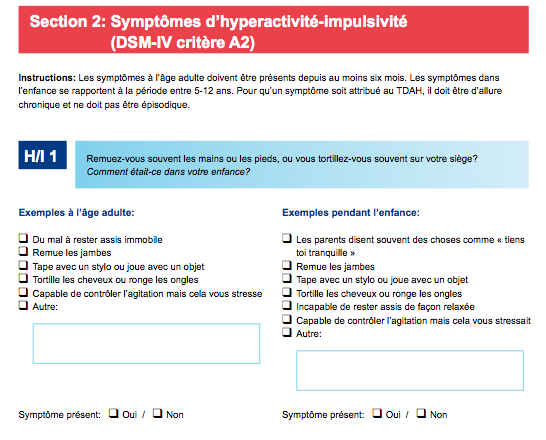 Section 2: Symptômes d'hyperactivité-impulsivité
(DSM-IV critère A2)
Instructions: Les symptômes à l'âge adulte doivent être présents depuis au moins six mois. Les symptômes dans
l'enfance se rapportent à la période entre 5-12 ans. Pour qu'un symptome soit attribué au TDAH, il doit être d'allure
chronique et ne doit pas être épisodique.
H/I 1
Remuez-vous souvent les mains ou les pieds, ou vous tortillez-vous souvent sur votre siège?
Comment était-ce dans votre enfance?
Exemples à l'âge adulte:
Du mal à rester assis immobile
Remue les jambes
Tape avec un stylo ou joue avec un objet
Tortille les cheveux ou ronge les ongles
Capable de contrôler l'agitation mais cela vous stresse
Autre:
Symptôme présent: Oui / Non
Exemples pendant l'enfance:
Les parents disent souvent des choses comme « tiens
toi tranquille »
Remue les jambes
Tape avec un stylo ou joue avec un objet
Tortille les cheveux ou ronge les ongles
Incapable de rester assis de façon relaxée
Capable de contrôler l'agitation mais cela vous stressait
Autre:
Symptôme présent: Oui / Non